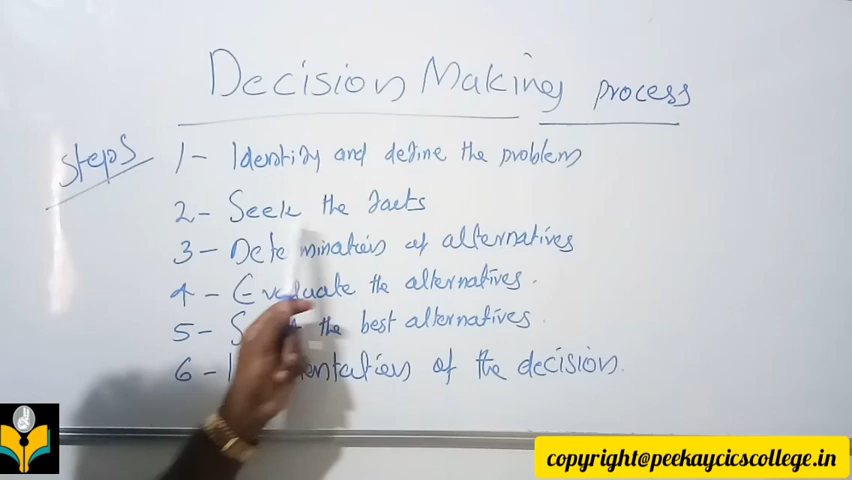 Decision Making process
Steps
1- Identify and define the problem
2- Seek the facts
3- Determination of alternatives
4- Evaluate the alternatives.
5- the best alternatives.
6- of the decision.
copyright@peekaycicscollege.in